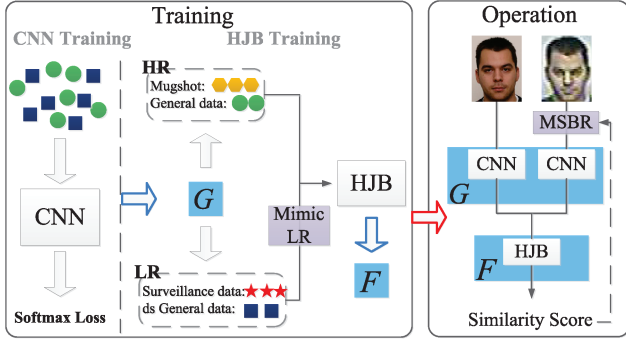 Training
CNN Training
HJB Training
HR
Mugshot:
General data:
CNN
G
HJB
Mimic
LR
F
LR
Surveillance data:
ds General data:
Softmax Loss
Operation
MSBR
CNN
CNN
G
HJB
F
Similarity Score